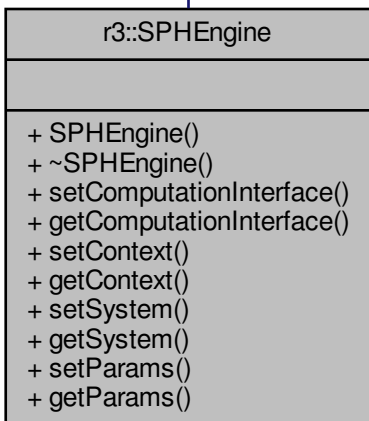 r3::SPHEngine
+ SPHEngine()
+ ~SPHEngine()
+ setComputationInterface()
+ getComputationInterface()
+ setContext()
+ getContext()
+ setSystem()
+ getSystem()
+ setParams()
+ getParams()